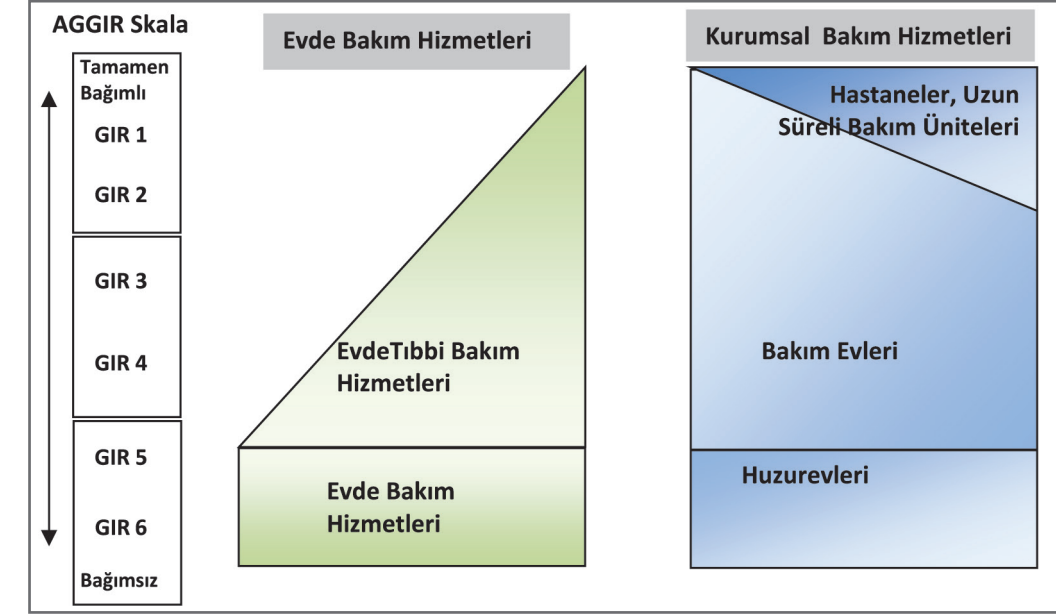 AGGIR Skala
Tamamen
Bağımlı
GIR 1
GIR 2
GIR 3
GIR 4
GIR 5
GIR 6
Bağımsız
Evde Bakım Hizmetleri
EvdeTıbbi Bakım
Hizmetleri
Evde Bakım
Hizmetleri
Kurumsal Bakım Hizmetleri
Hastaneler, Uzun
Süreli Bakım Üniteleri
Bakım Evleri
Huzurevleri